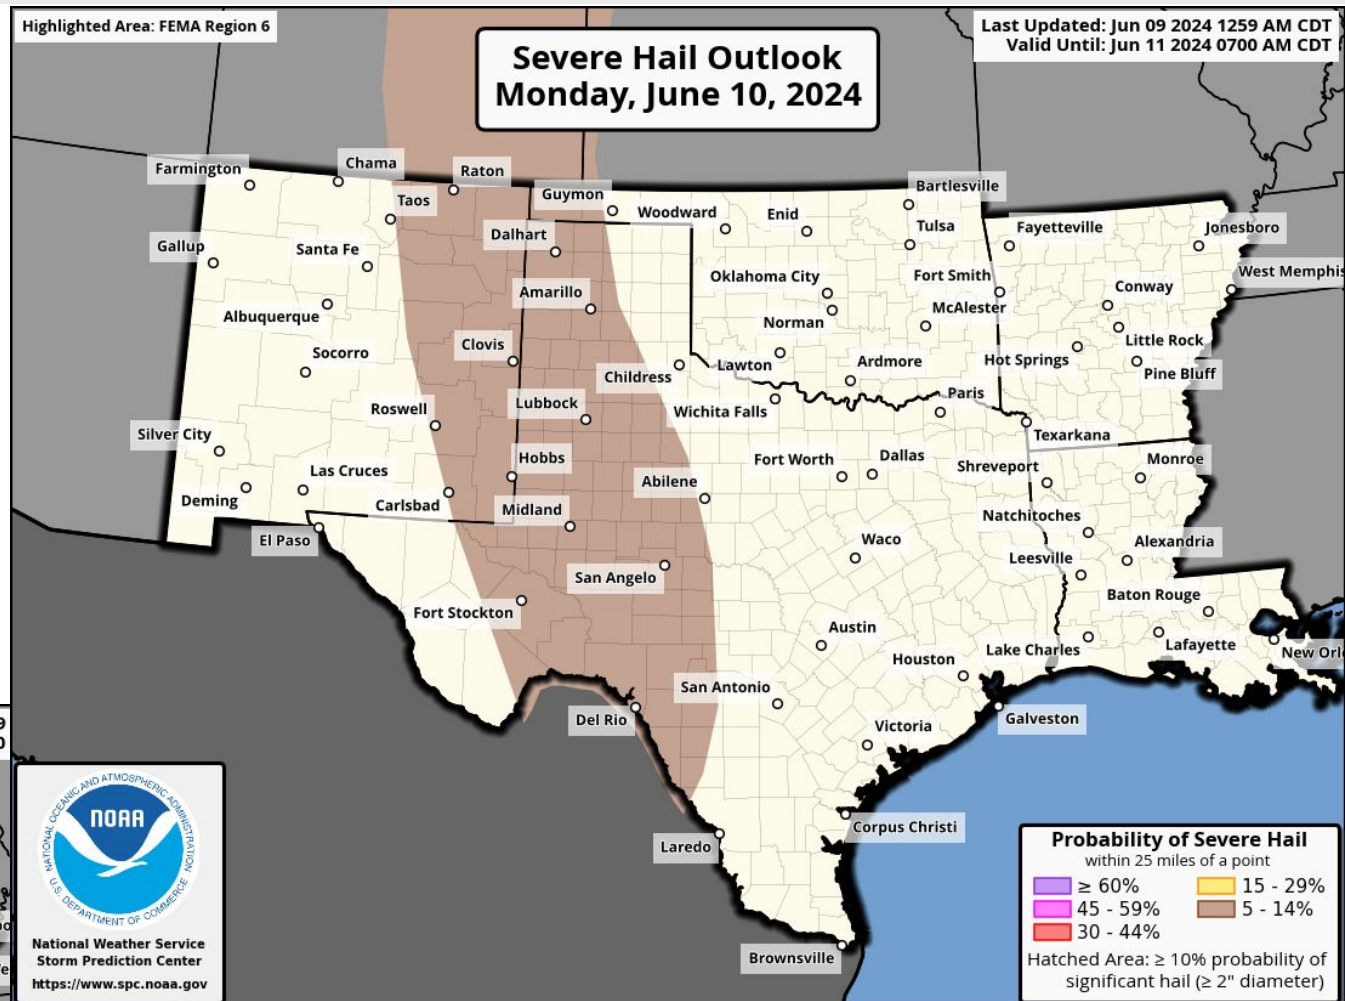 Highlighted Area: FEMA Region 6
Severe Hail Outlook
Monday, June 10, 2024
Last Updated: Jun 09 2024 1259 AM CDT
Valid Until: Jun 11 2024 0700 AM CDT
Farmington
Chama
Raton
Taos
Guymon
Woodward
Enid
Bartlesville
Tulsa
Fayetteville
Jonesboro
Gallup
Santa Fe
Dalhart
Oklahoma City
Fort Smith
West Memphis
Amarillo
Conway
Albuquerque
Norman
McAlester
Clovis
Socorro
Little Rock
Childress
Lawton
Ardmore
Hot Springs
Pine Bluff
Roswell
Lubbock
Wichita Falls
Paris
Silver City
Texarkana
Las Cruces
Hobbs
Fort Worth
Dallas
Shreveport
Monroe
Deming
Carlsbad
Abilene
Midland
Natchitoches
El Paso
Waco
Alexandria
San Angelo
Leesville
Fort Stockton
Baton Rouge
Austin
Houston
Lake Charles
Lafayette
New Orl
San Antonio
Del Rio
Victoria
Galveston
Laredo
Corpus Christi
Brownsville
9
0
NATIONAL OCEANIC AND ATMOSPHERIC ADMINISTRATION
NOAA
U.S. DEPARTMENT OF COMMERCE
National Weather Service
Storm Prediction Center
https://www.spc.noaa.gov
Probability of Severe Hail
within 25 miles of a point
≥ 60% 15 - 29%
45 - 59% 5 - 14%
30 - 44%
Hatched Area: ≥ 10% probability of
significant hail (≥ 2" diameter)